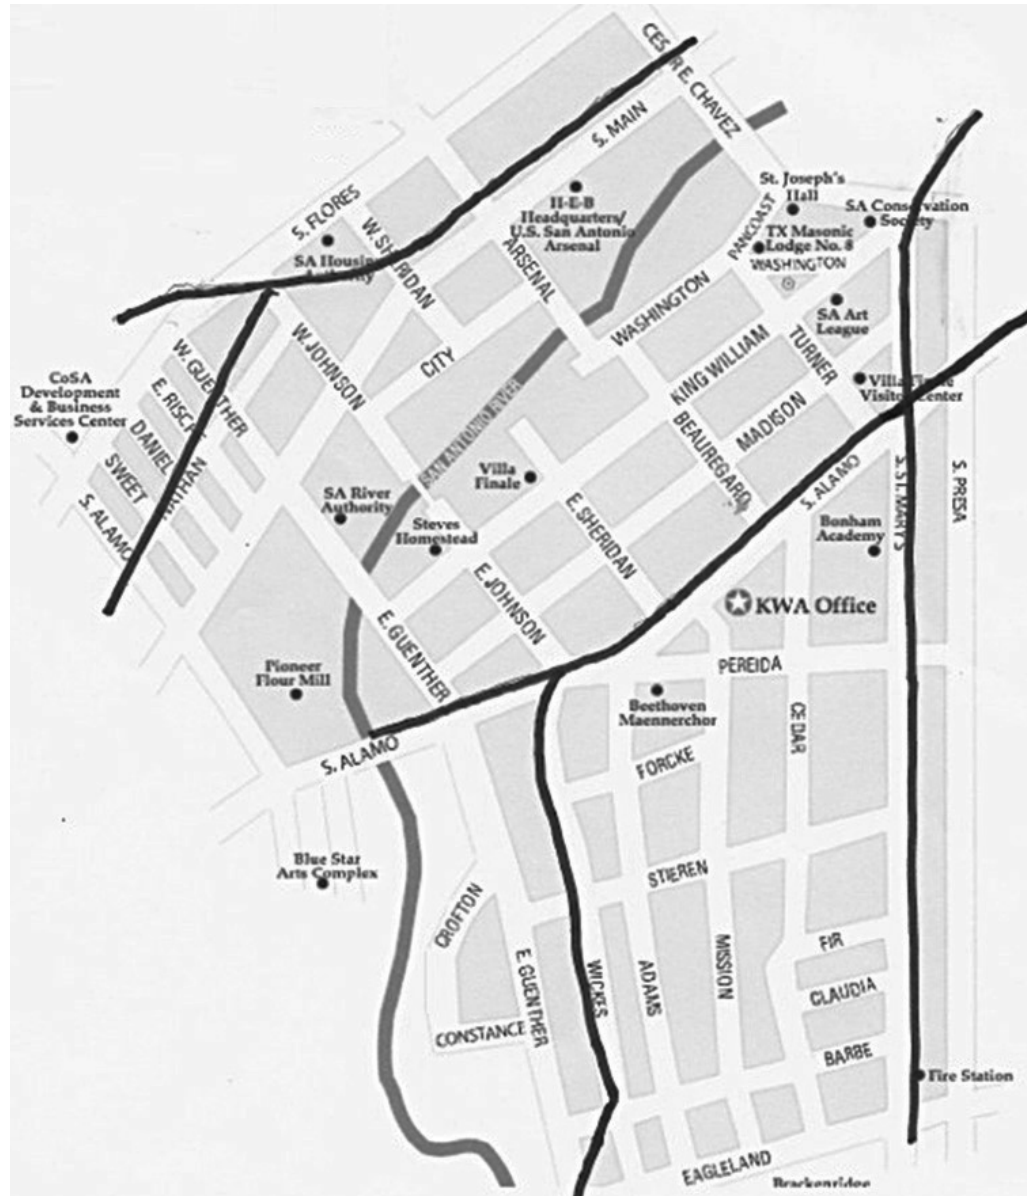 CESAR E. CHAVEZ
S. MAIN
S. FLORES
W. SHERIDAN
H-E-B
Headquarters/
U.S. San Antonio
Arsenal
St. Joseph's
Hall
SA Conservation
Society
PANCOAST
TX Masonic
Lodge No. 8
WASHINGTON
SA Housing
Authority
ARSENAL
WASHINGTON
SA Art
League
W. JOHNSON
CITY
KING WILLIAM
TURNER
W. GUENTHER
CoSA
Development
& Business
Services Center
E. RISCHE
DANIEL
SWEET
NATHAN
S. ALAMO
SAN ANTONIO RIVER
Villa Finale
Visitor Center
MADISON
BEAUREGARD
Villa
Finale
S. ALAMO
S. ST. MARY'S
S. PRESA
SA River
Authority
Steves
Homestead
E. SHERIDAN
Bonham
Academy
E. JOHNSON
KWA Office
E. GUENTHER
PEREIDA
Pioneer
Flour Mill
Beethoven
Maennerchor
CEDAR
S. ALAMO
FORCKE
Blue Star
Arts Complex
STIEREN
CROFTON
E. GUENTHER
WICKES
ADAMS
MISSION
FIR
CLAUDIA
CONSTANCE
BARBE
Fire Station
EAGLELAND
Brackenridge